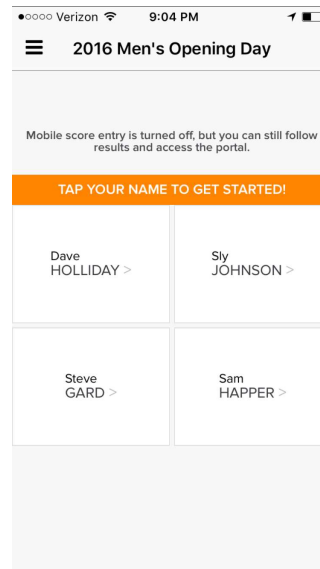 Verizon 9:04 PM
2016 Men's Opening Day
Mobile score entry is turned off, but you can still follow
results and access the portal.
TAP YOUR NAME TO GET STARTED!
Dave
HOLLIDAY >
Sly
JOHNSON >
Steve
GARD >
Sam
HAPPER >